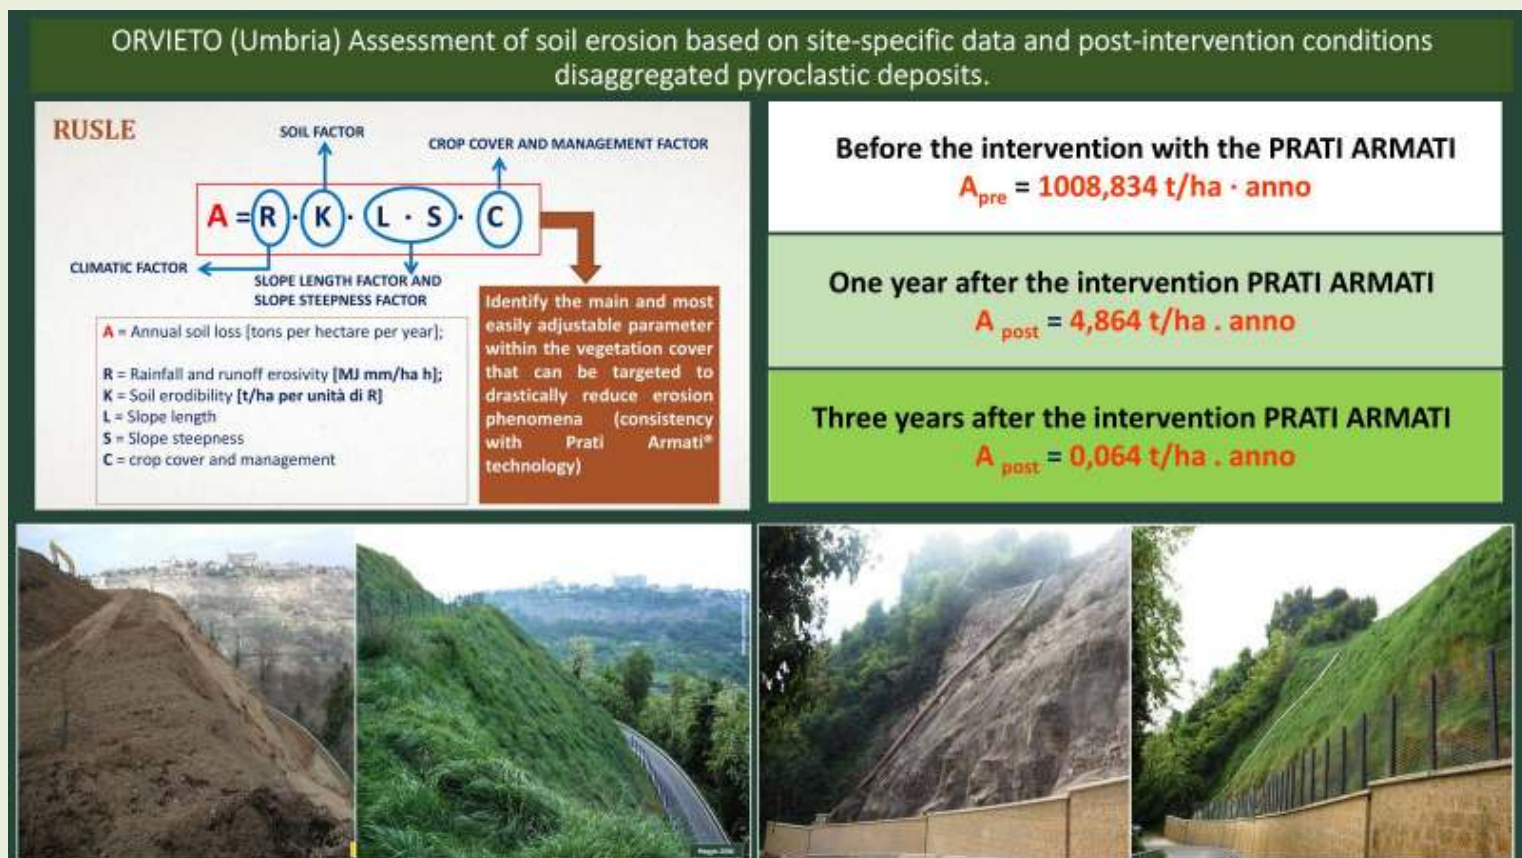 ORVIETO (Umbria) Assessment of soil erosion based on site-specific data and post-intervention conditions
disaggregated pyroclastic deposits.
RUSLE
SOIL FACTOR
CROP COVER AND MANAGEMENT FACTOR
A = R · K · L · S · C
CLIMATIC FACTOR
SLOPE LENGTH FACTOR AND
SLOPE STEEPNESS FACTOR
A = Annual soil loss [tons per hectare per year];
R = Rainfall and runoff erosivity [MJ mm/ha h];
K = Soil erodibility [t/ha per unità di R]
L = Slope length
S = Slope steepness
C = crop cover and management
Identify the main and most
easily adjustable parameter
within the vegetation cover
that can be targeted to
drastically reduce erosion
phenomena (consistency
with Prati Armati®
technology)
Before the intervention with the PRATI ARMATI
Apre = 1008,834 t/ha · anno
One year after the intervention PRATI ARMATI
A post = 4,864 t/ha . anno
Three years after the intervention PRATI ARMATI
A post = 0,064 t/ha . anno